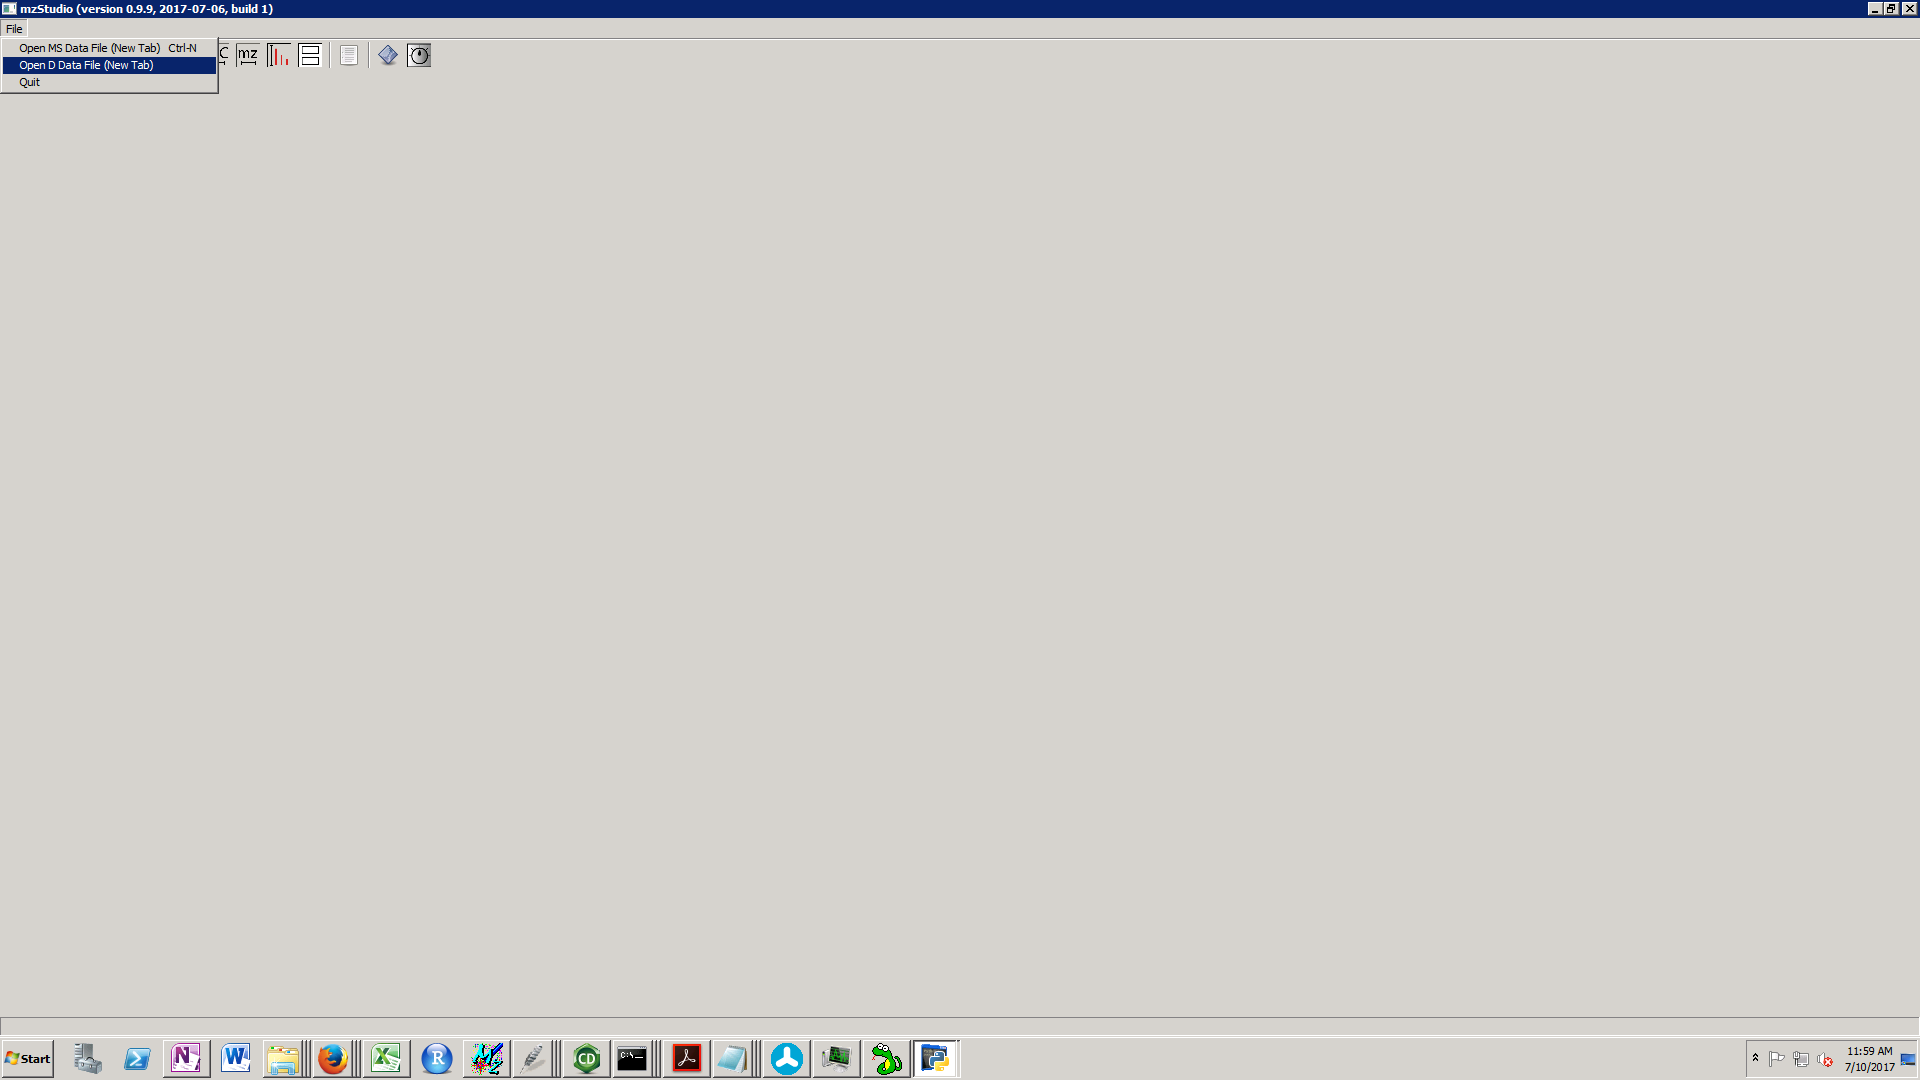 mzStudio (version 0.9.9, 2017-07-06, build 1)
File
Open MS Data File (New Tab) Ctrl-N
Open D Data File (New Tab)
Quit
C
mz
Start
N
W
X
R
CD
C:\_
11:59 AM
7/10/2017